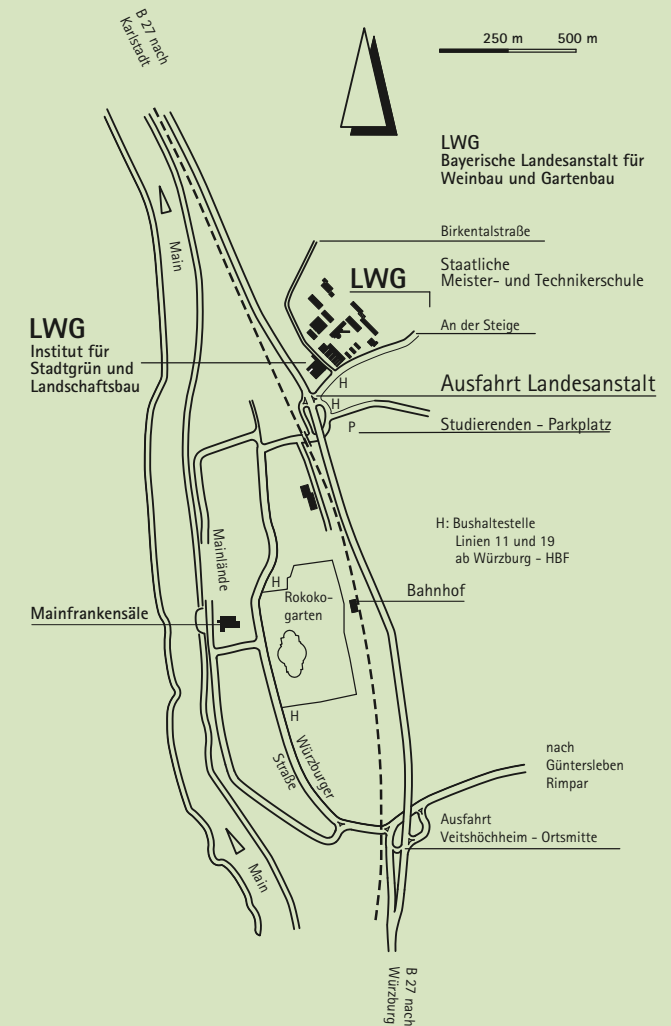 B 27 nach
Karlstadt
250 m 500 m
LWG
Bayerische Landesanstalt für
Weinbau und Gartenbau
Main
Birkentalstraße
LWG
Staatliche
Meister- und Technikerschule
LWG
Institut für
Stadtgrün und
Landschaftsbau
An der Steige
H
Ausfahrt Landesanstalt
H
P
Studierenden - Parkplatz
H: Bushaltestelle
Linien 11 und 19
ab Würzburg - HBF
Mainlände
H
Rokoko-
garten
Bahnhof
Mainfrankensäle
H
Würzburger
Straße
nach
Güntersleben
Rimpar
Ausfahrt
Veitshöchheim - Ortsmitte
Main
B 27 nach
Würzburg